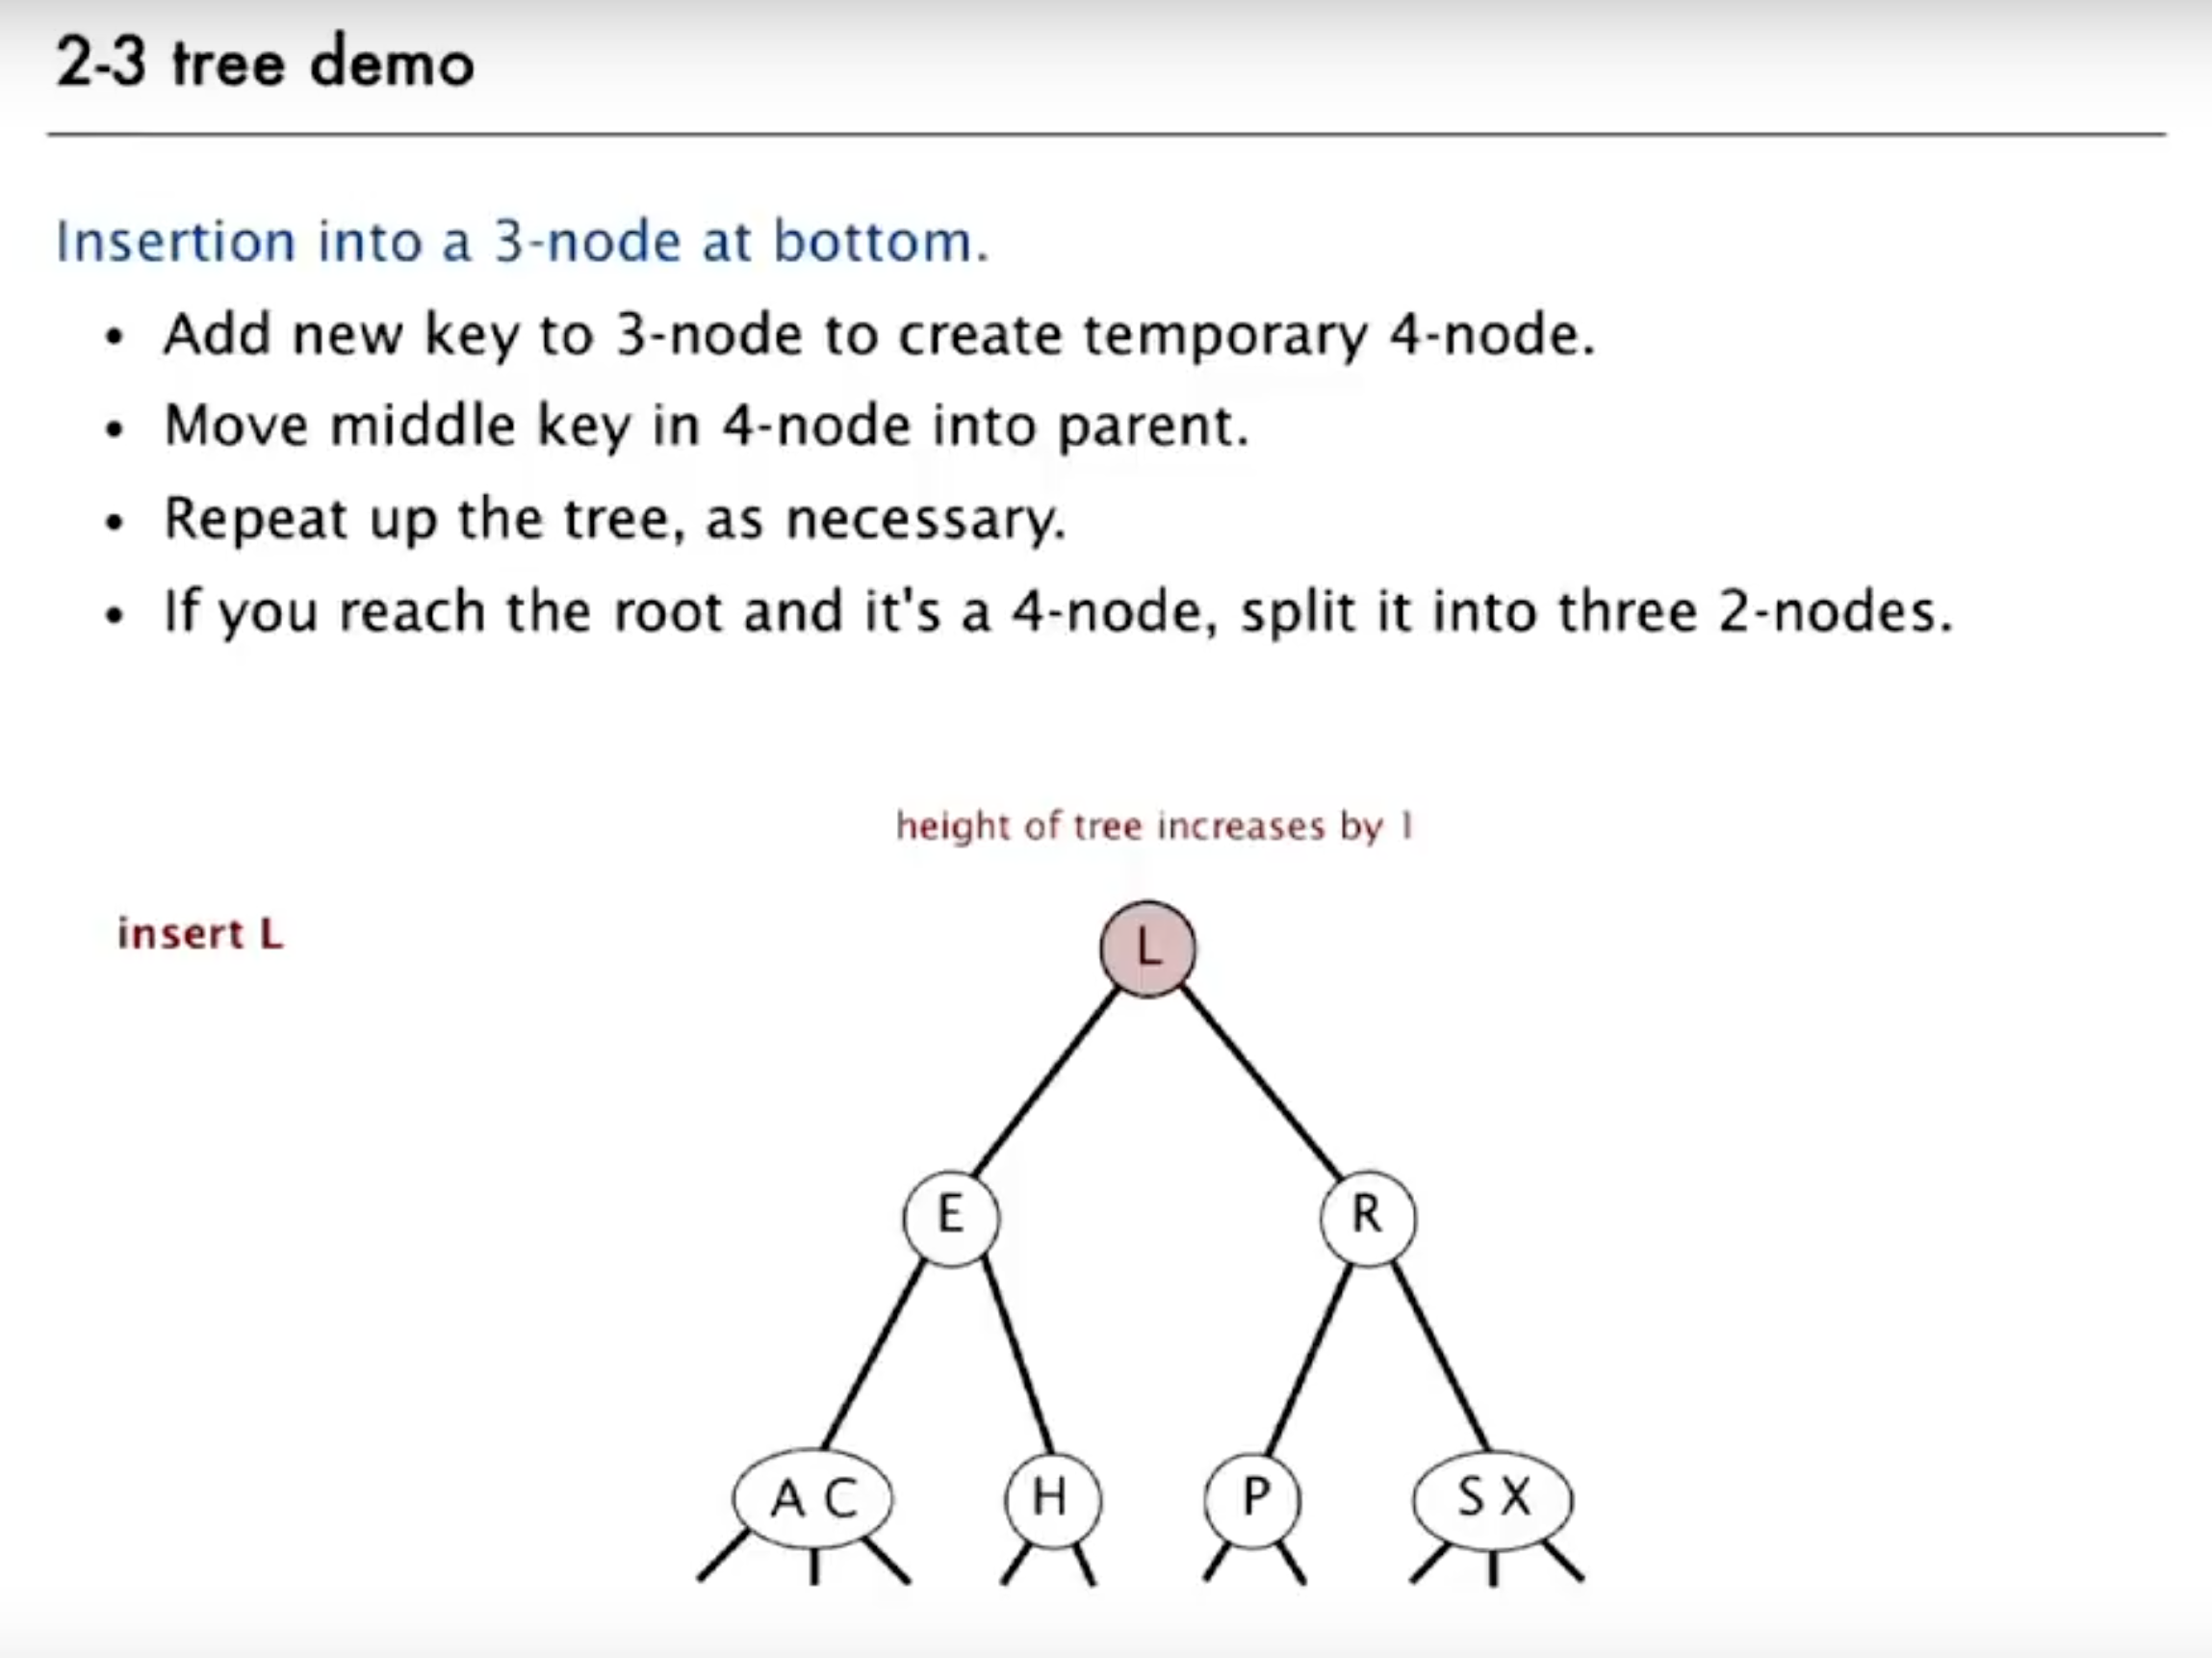 2-3 tree demo
Insertion into a 3-node at bottom.
• Add new key to 3-node to create temporary 4-node.
• Move middle key in 4-node into parent.
• Repeat up the tree, as necessary.
• If you reach the root and it's a 4-node, split it into three 2-nodes.
height of tree increases by 1
insert L
L
E R
A C H P S X